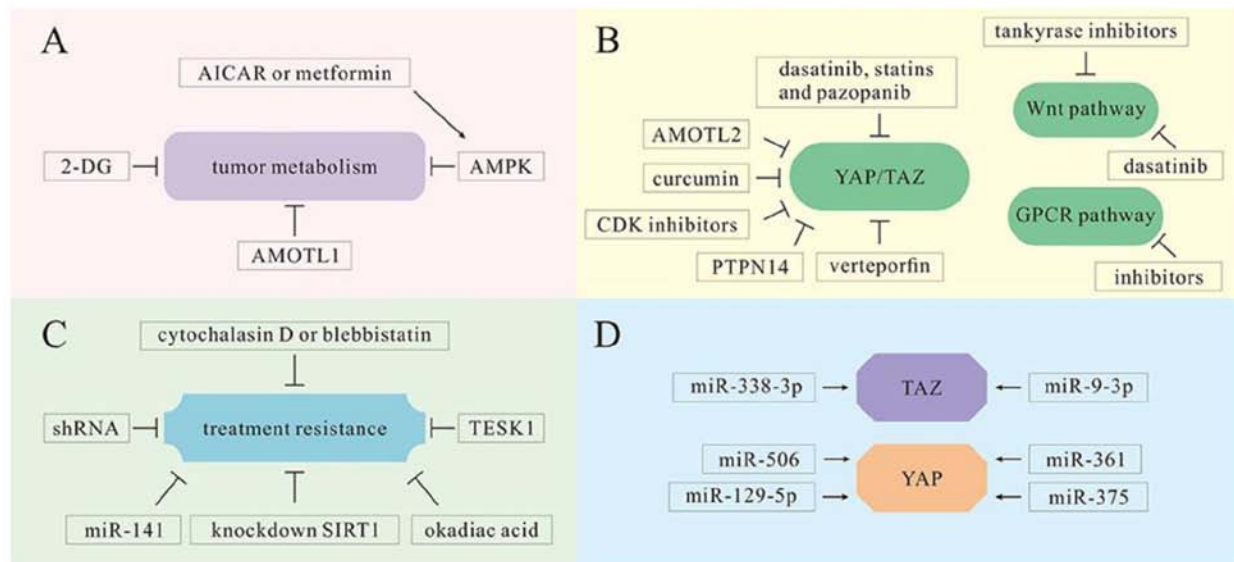 A
AICAR or metformin
2-DG
tumor metabolism
AMPK
AMOTL1
B
tankyrase inhibitors
dasatinib, statins
and pazopanib
Wnt pathway
AMOTL2
dasatinib
curcumin
YAP/TAZ
GPCR pathway
CDK inhibitors
PTPN14
verteporfin
inhibitors
C
cytochalasin D or blebbistatin
shRNA
treatment resistance
TESK1
miR-141
knockdown SIRT1
okadiac acid
D
miR-338-3p
TAZ
miR-9-3p
miR-506
miR-361
YAP
miR-129-5p
miR-375